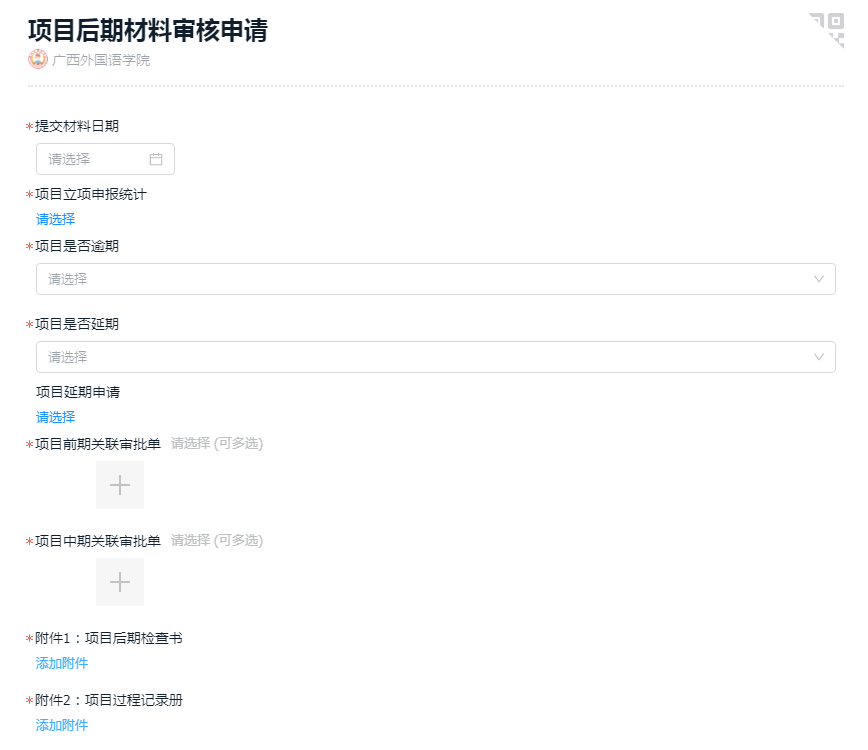 项目后期材料审核申请
广西外国语学院
*提交材料日期
请选择
*项目立项申报统计
请选择
*项目是否逾期
请选择
*项目是否延期
请选择
项目延期申请
请选择
*项目前期关联审批单 请选择 (可多选)
*项目中期关联审批单 请选择 (可多选)
*附件1：项目后期检查书
添加附件
*附件2：项目过程记录册
添加附件